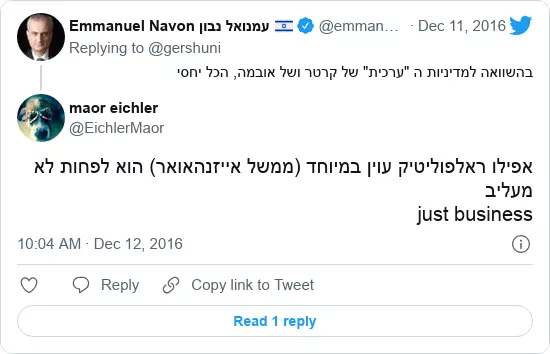 Emmanuel Navon עמנואל נבון 🇮🇱 @emman... · Dec 11, 2016
Replying to @gershuni
בהשוואה למדיניות ה "ערכית" של קרטר ושל אובמה, הכל יחסי
maor eichler
@EichlerMaor
אפילו ראלפוליטיק עוין במיוחד (ממשל אייזנהאואר) הוא לפחות לא
מעליב
just business
10:04 AM · Dec 12, 2016
Reply
Copy link to Tweet
Read 1 reply